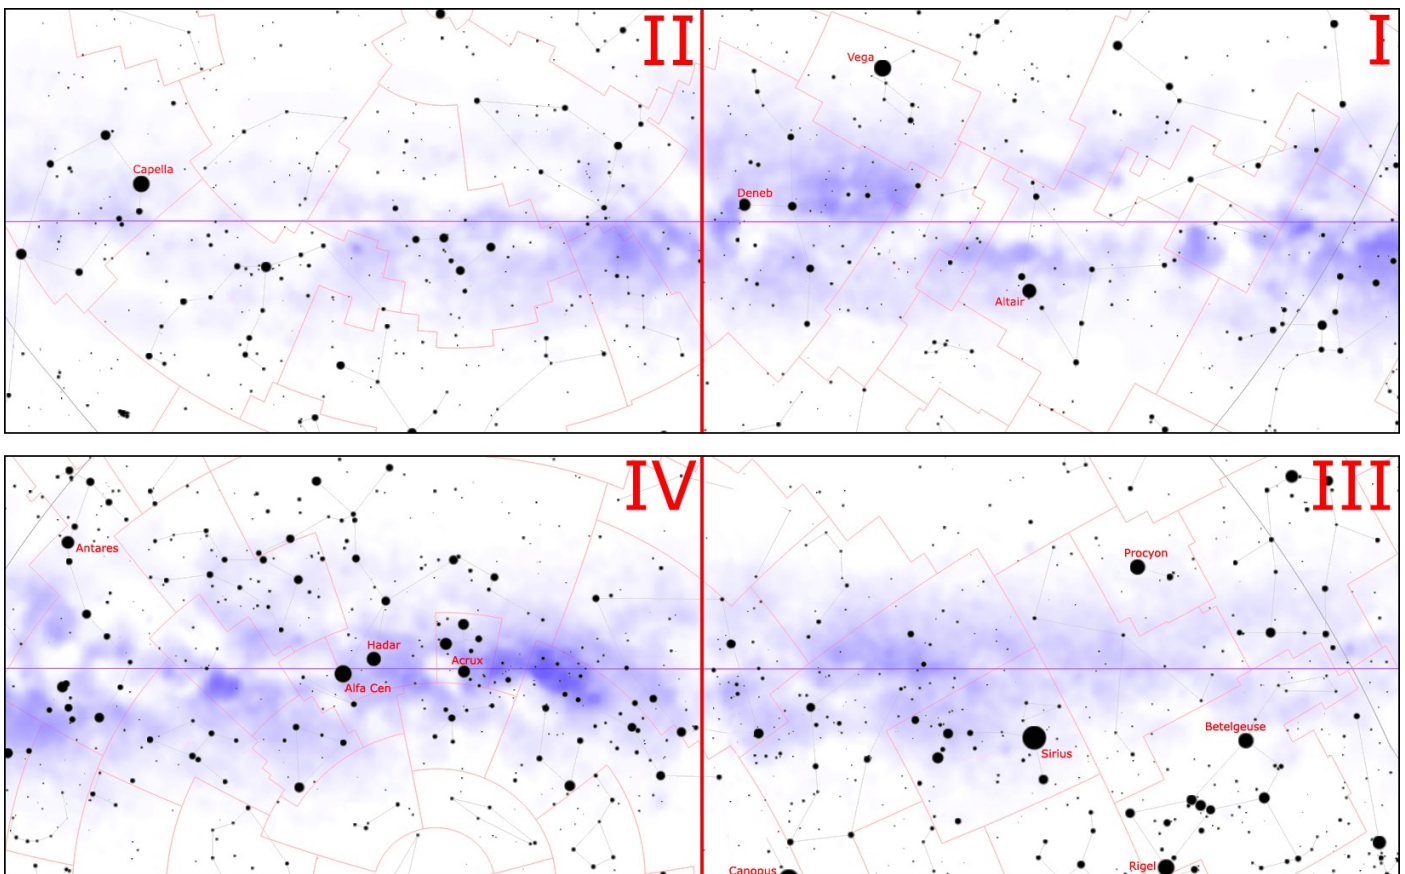 II
I
Vega
Capella
Deneb
Altair
IV
III
Antares
Procyon
Hadar
Acrux
Alfa Cen
Betelgeuse
Sirius
Canopus
Rigel